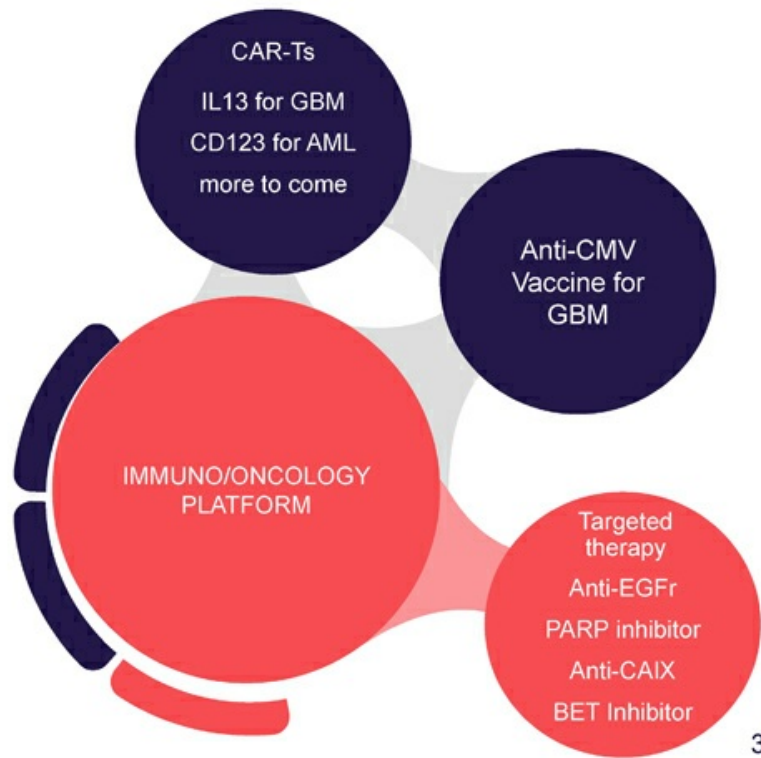 CAR-Ts
IL13 for GBM
CD123 for AML
more to come
Anti-CMV
Vaccine for
GBM
IMMUNO/ONCOLOGY
PLATFORM
Targeted
therapy
Anti-EGFr
PARP inhibitor
Anti-CAIX
BET Inhibitor
3